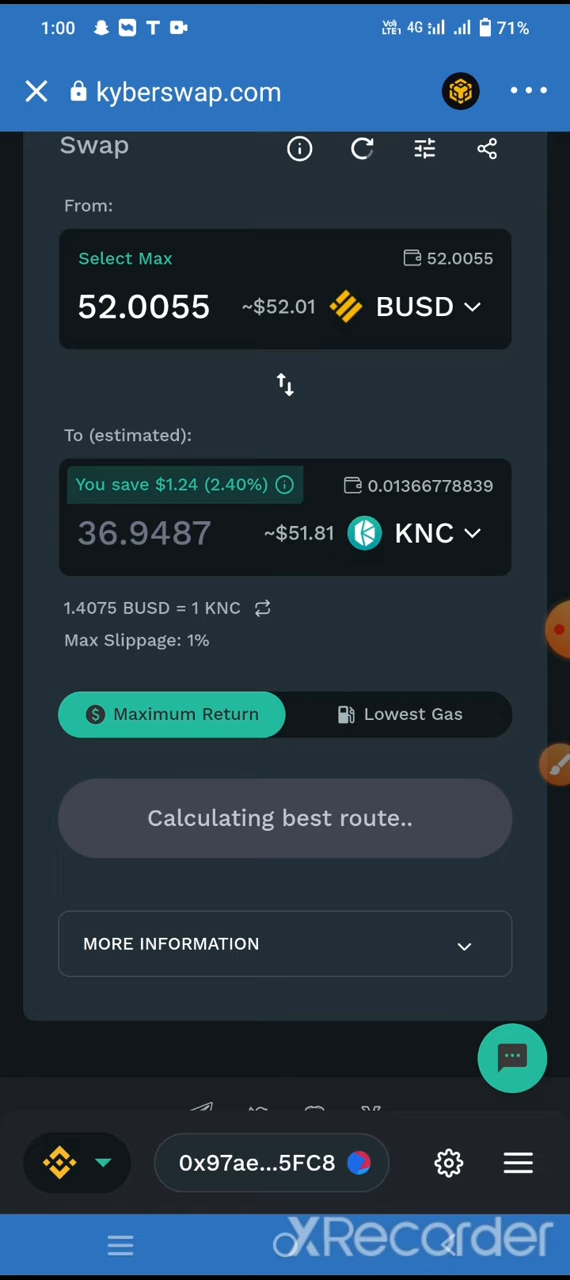 1:00 T VoI LTE1 4G 71%
kyberswap.com
Swap
From:
Select Max 52.0055
52.0055 ~$52.01 BUSD
To (estimated):
You save $1.24 (2.40%) 0.01366778839
36.9487 ~$51.81 KNC
1.4075 BUSD = 1 KNC
Max Slippage: 1%
$ Maximum Return Lowest Gas
Calculating best route..
MORE INFORMATION
0x97ae...5FC8
XRecorder